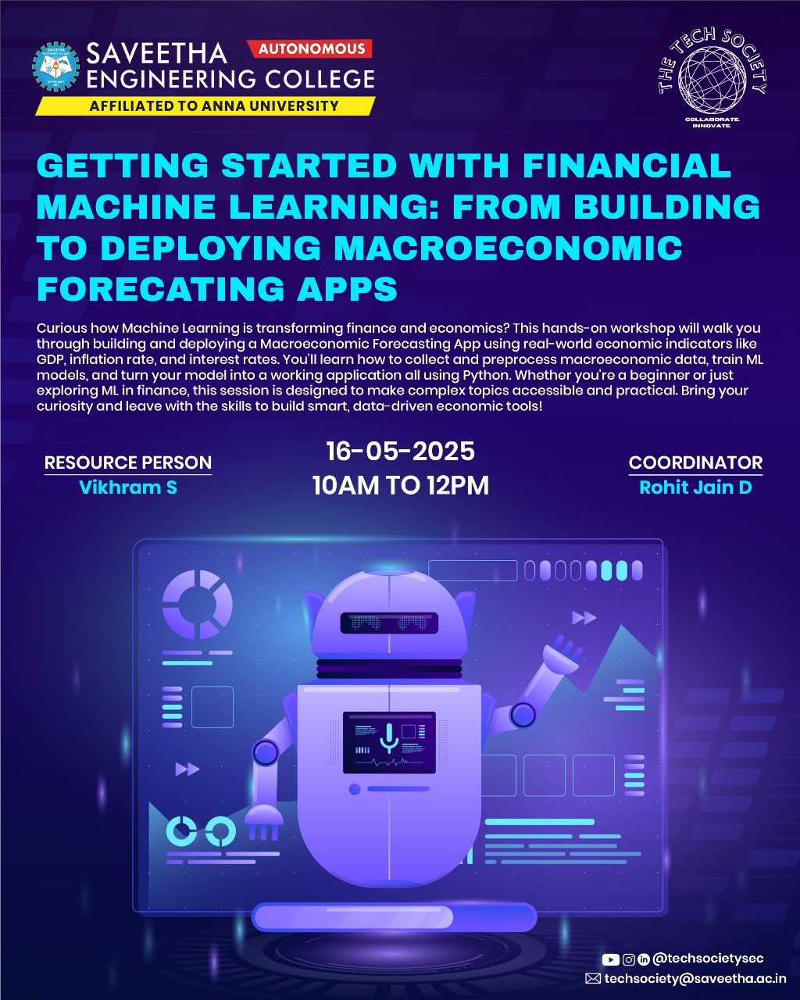 SAVEETHA
AUTONOMOUS
ENGINEERING COLLEGE
AFFILIATED TO ANNA UNIVERSITY
THE TECH SOCIETY
COLLABORATE.
INNOVATE.
GETTING STARTED WITH FINANCIAL
MACHINE LEARNING: FROM BUILDING
TO DEPLOYING MACROECONOMIC
FORECATING APPS
Curious how Machine Learning is transforming finance and economics? This hands-on workshop will walk you
through building and deploying a Macroeconomic Forecasting App using real-world economic indicators like
GDP, inflation rate, and interest rates. You'll learn how to collect and preprocess macroeconomic data, train ML
models, and turn your model into a working application all using Python. Whether you're a beginner or just
exploring ML in finance, this session is designed to make complex topics accessible and practical. Bring your
curiosity and leave with the skills to build smart, data-driven economic tools!
RESOURCE PERSON
Vikhram S
16-05-2025
10AM TO 12PM
COORDINATOR
Rohit Jain D
@techsocietysec
techsociety@saveetha.ac.in